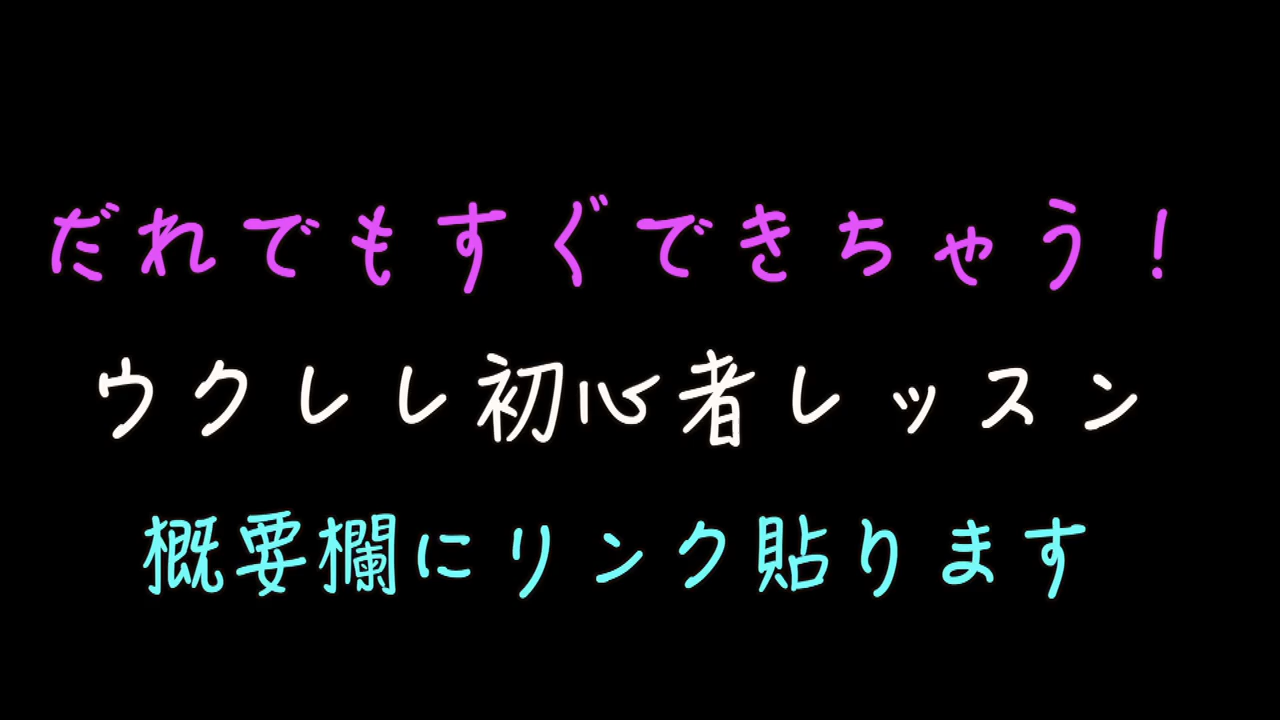 だれでもすぐできちゃう！
ウクレレ初心者レッスン
概要欄にリンク貼ります